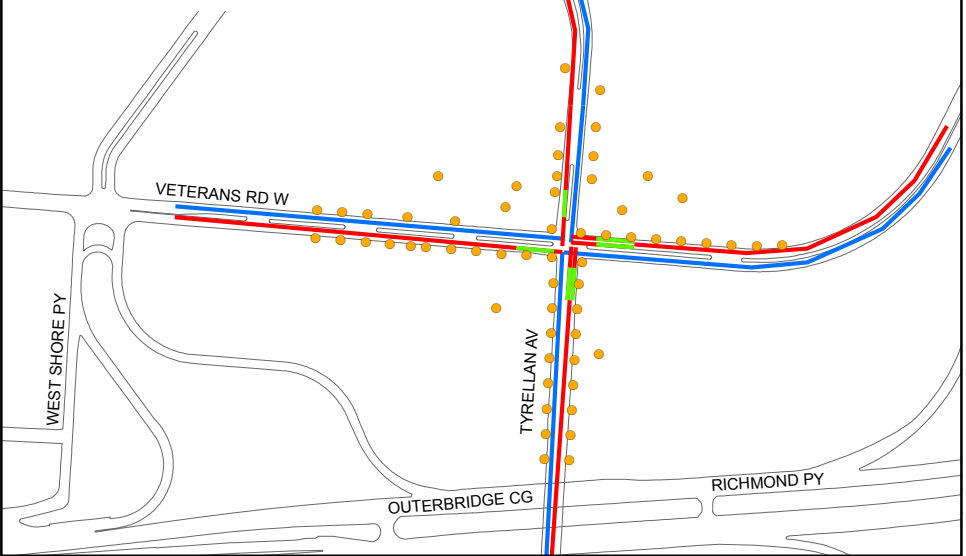 VETERANS RD W
WEST SHORE PY
TYRELLAN AV
OUTERBRIDGE CG
RICHMOND PY